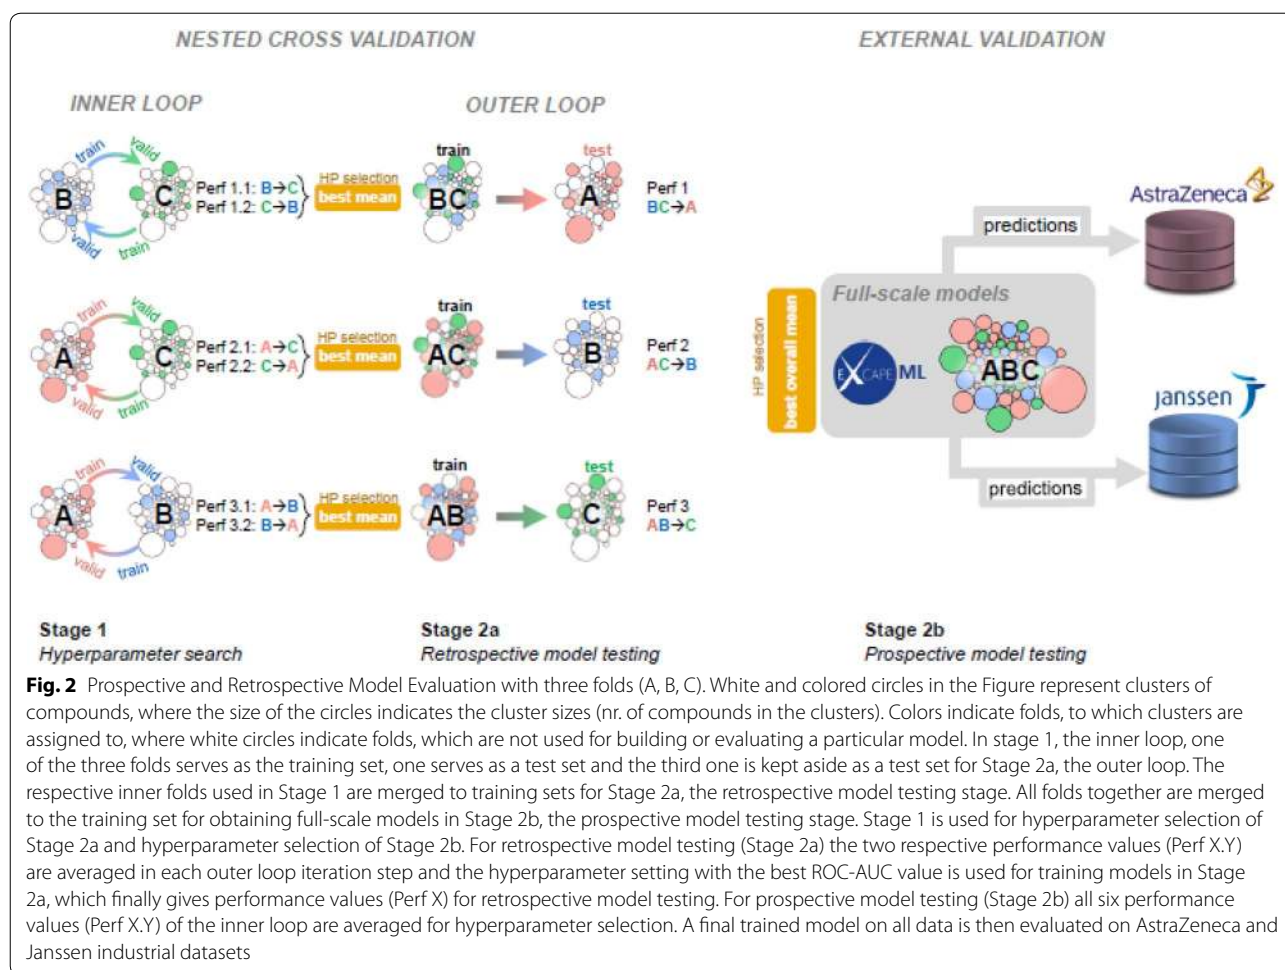 NESTED CROSS VALIDATION
EXTERNAL VALIDATION
INNER LOOP
OUTER LOOP
train
valid
B
C
valid
train
Perf 1.1: B→C
Perf 1.2: C→B
HP selection
best mean
train
BC
test
A
Perf 1
BC→A
train
valid
A
C
valid
train
Perf 2.1: A→C
Perf 2.2: C→A
HP selection
best mean
train
AC
test
B
Perf 2
AC→B
train
valid
A
B
valid
train
Perf 3.1: A→B
Perf 3.2: B→A
HP selection
best mean
train
AB
test
C
Perf 3
AB→C
AstraZeneca
predictions
HP selection
best overall mean
Full-scale models
EXCAPE ML
ABC
janssen
predictions
Stage 1
Hyperparameter search
Stage 2a
Retrospective model testing
Stage 2b
Prospective model testing
Fig. 2 Prospective and Retrospective Model Evaluation with three folds (A, B, C). White and colored circles in the Figure represent clusters of
compounds, where the size of the circles indicates the cluster sizes (nr. of compounds in the clusters). Colors indicate folds, to which clusters are
assigned to, where white circles indicate folds, which are not used for building or evaluating a particular model. In stage 1, the inner loop, one
of the three folds serves as the training set, one serves as a test set and the third one is kept aside as a test set for Stage 2a, the outer loop. The
respective inner folds used in Stage 1 are merged to training sets for Stage 2a, the retrospective model testing stage. All folds together are merged
to the training set for obtaining full-scale models in Stage 2b, the prospective model testing stage. Stage 1 is used for hyperparameter selection of
Stage 2a and hyperparameter selection of Stage 2b. For retrospective model testing (Stage 2a) the two respective performance values (Perf X.Y)
are averaged in each outer loop iteration step and the hyperparameter setting with the best ROC-AUC value is used for training models in Stage
2a, which finally gives performance values (Perf X) for retrospective model testing. For prospective model testing (Stage 2b) all six performance
values (Perf X.Y) of the inner loop are averaged for hyperparameter selection. A final trained model on all data is then evaluated on AstraZeneca and
Janssen industrial datasets